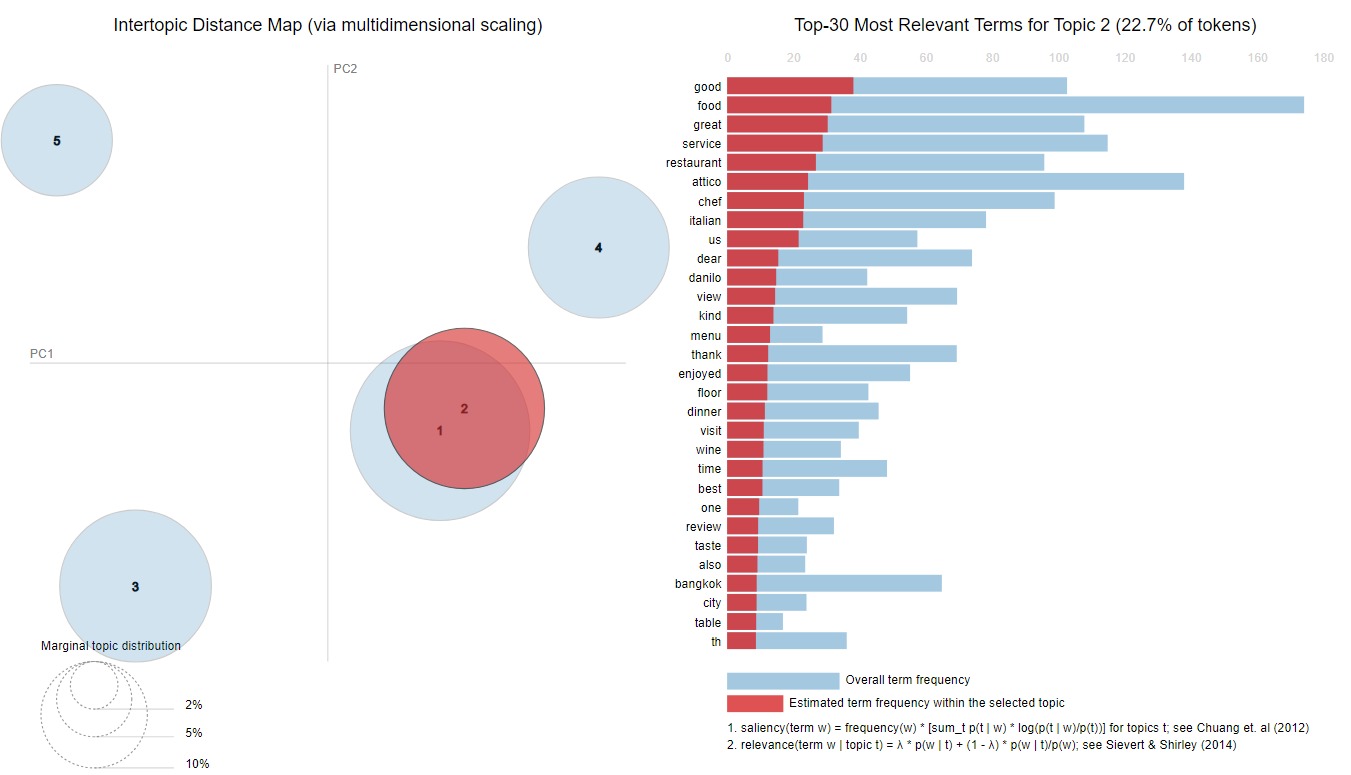 Intertopic Distance Map (via multidimensional scaling)
PC2
PC1
5
4
2
1
3
Marginal topic distribution
2%
5%
10%
Top-30 Most Relevant Terms for Topic 2 (22.7% of tokens)
0 20 40 60 80 100 120 140 160 180
good
food
great
service
restaurant
attico
chef
italian
us
dear
danilo
view
kind
menu
thank
enjoyed
floor
dinner
visit
wine
time
best
one
review
taste
also
bangkok
city
table
th
Overall term frequency
Estimated term frequency within the selected topic
1. saliency(term w) = frequency(w) * [sum_t p(t | w) * log(p(t | w)/p(t))] for topics t; see Chuang et. al (2012)
2. relevance(term w | topic t) = λ * p(w | t) + (1 - λ) * p(w | t)/p(w); see Sievert & Shirley (2014)